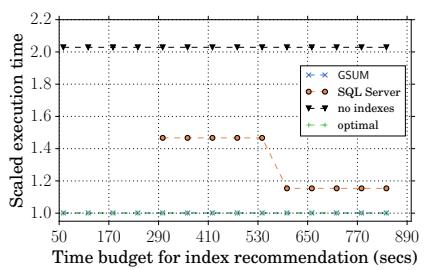 2.2
2.0
1.8
1.6
1.4
1.2
1.0
Scaled execution time
GSUM
SQL Server
no indexes
optimal
50 170 290 410 530 650 770 890
Time budget for index recommendation (secs)